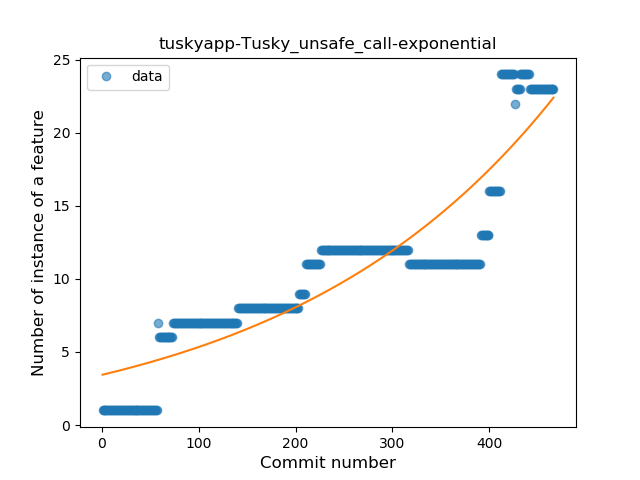 tuskyapp-Tusky_unsafe_call-exponential
data
Number of instance of a feature
25
20
15
10
5
0
0 100 200 300 400
Commit number